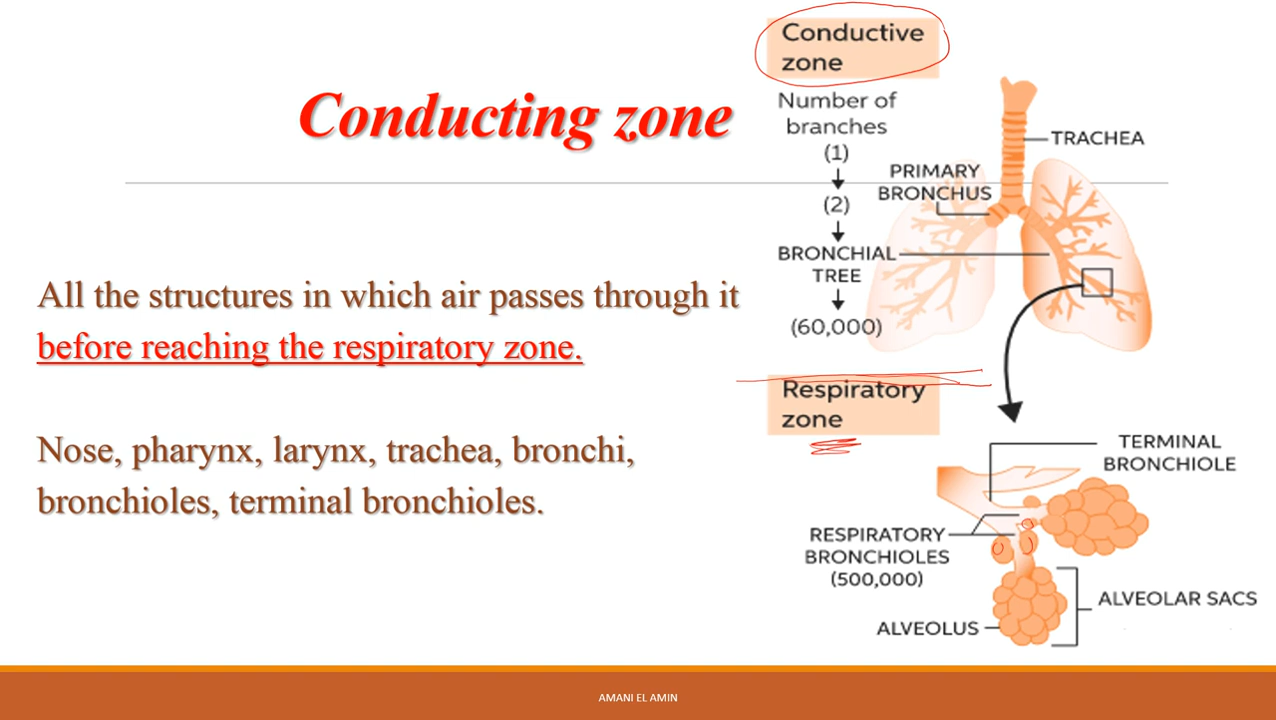 Conducting zone
All the structures in which air passes through it
before reaching the respiratory zone.
Nose, pharynx, larynx, trachea, bronchi,
bronchioles, terminal bronchioles.
Conductive
zone
Number of
branches
(1)
(2)
TRACHEA
PRIMARY
BRONCHUS
BRONCHIAL
TREE
(60,000)
Respiratory
zone
TERMINAL
BRONCHIOLE
RESPIRATORY
BRONCHIOLES
(500,000)
ALVEOLAR SACS
ALVEOLUS
AMANI EL AMIN